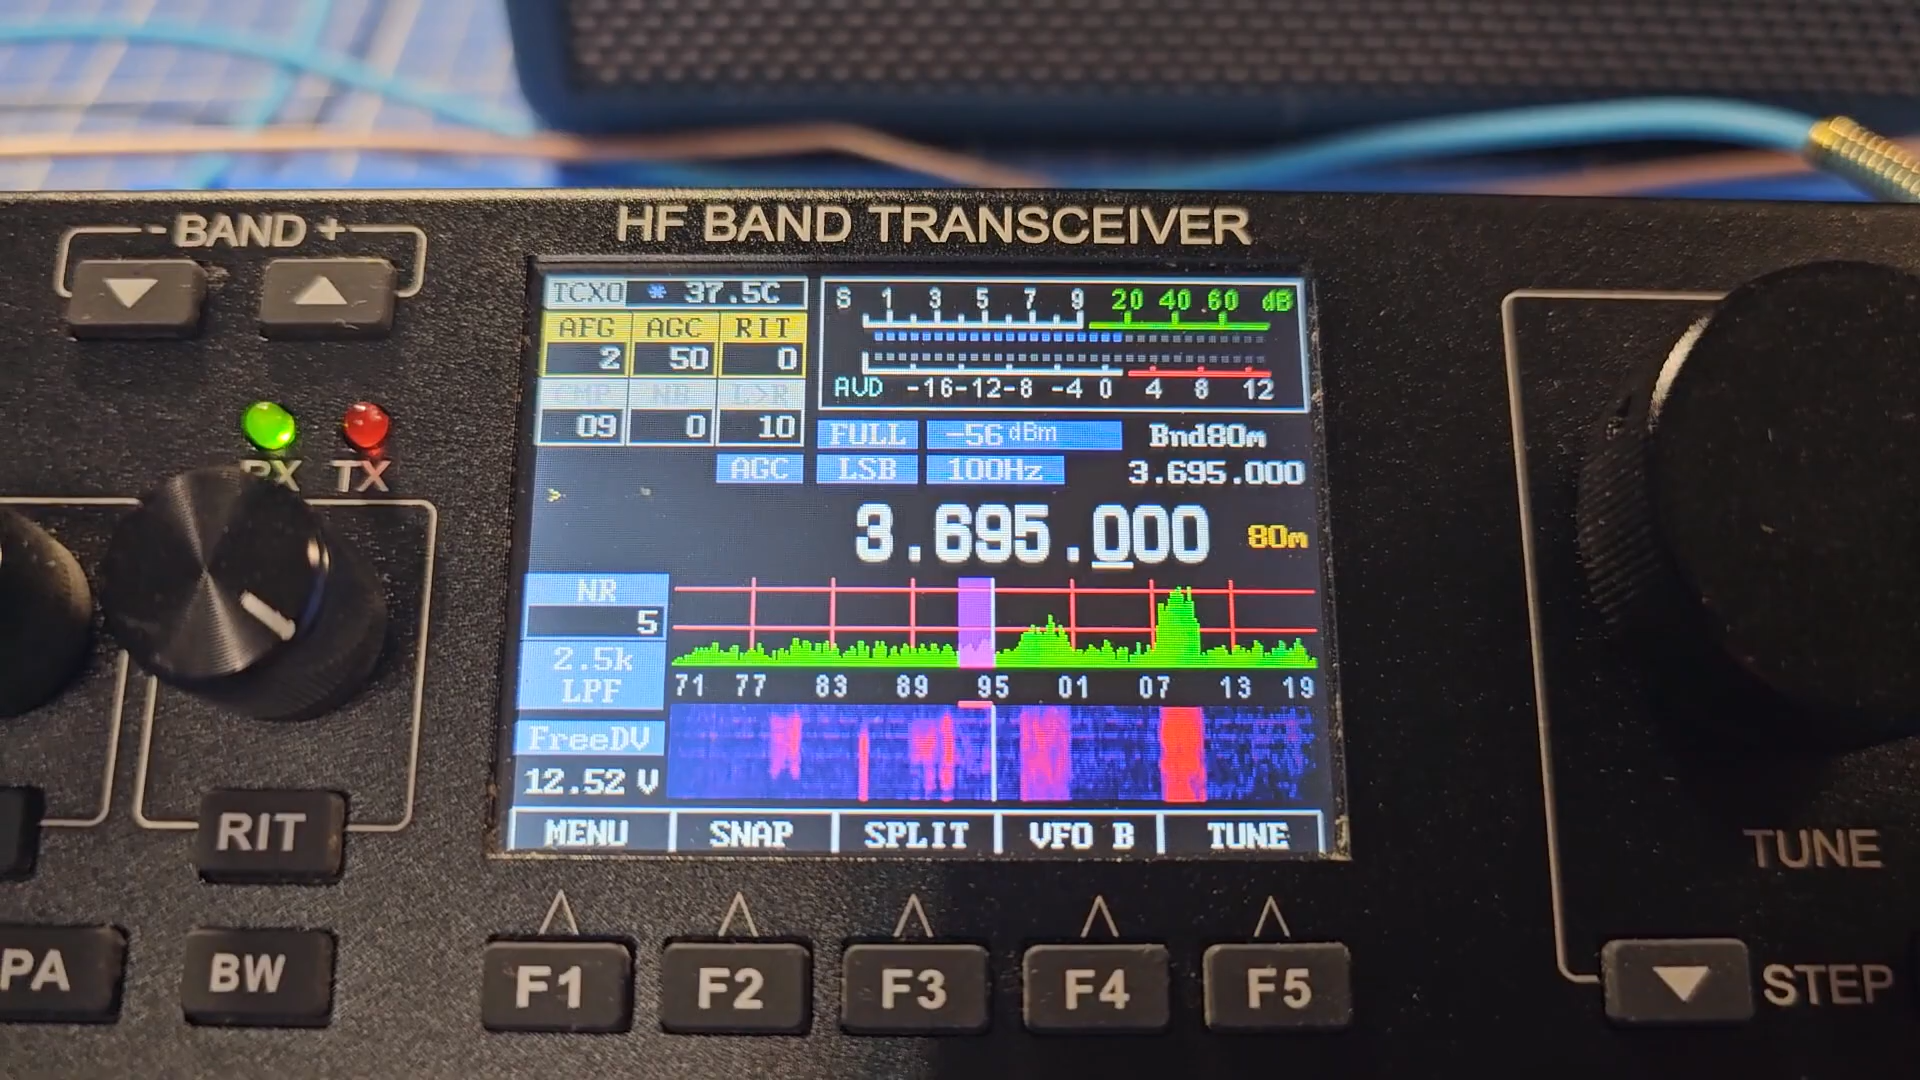 - BAND +
HF BAND TRANSCEIVER
TCXO * 37.5C
AFG AGC RIT
2 50 0
CMP NR L>R
09 0 10
S 1 3 5 7 9 20 40 60 dB
AVD -16-12-8 -4 0 4 8 12
FULL -56 dBm Bnd80m
AGC LSB 100Hz 3.695.000
>
3.695.000 80m
RX TX
NR
5
2.5k
LPF
71 77 83 89 95 01 07 13 19
FreeDV
12.52 V
MENU SNAP SPLIT VFO B TUNE
RIT
TUNE
PA BW F1 F2 F3 F4 F5 STEP